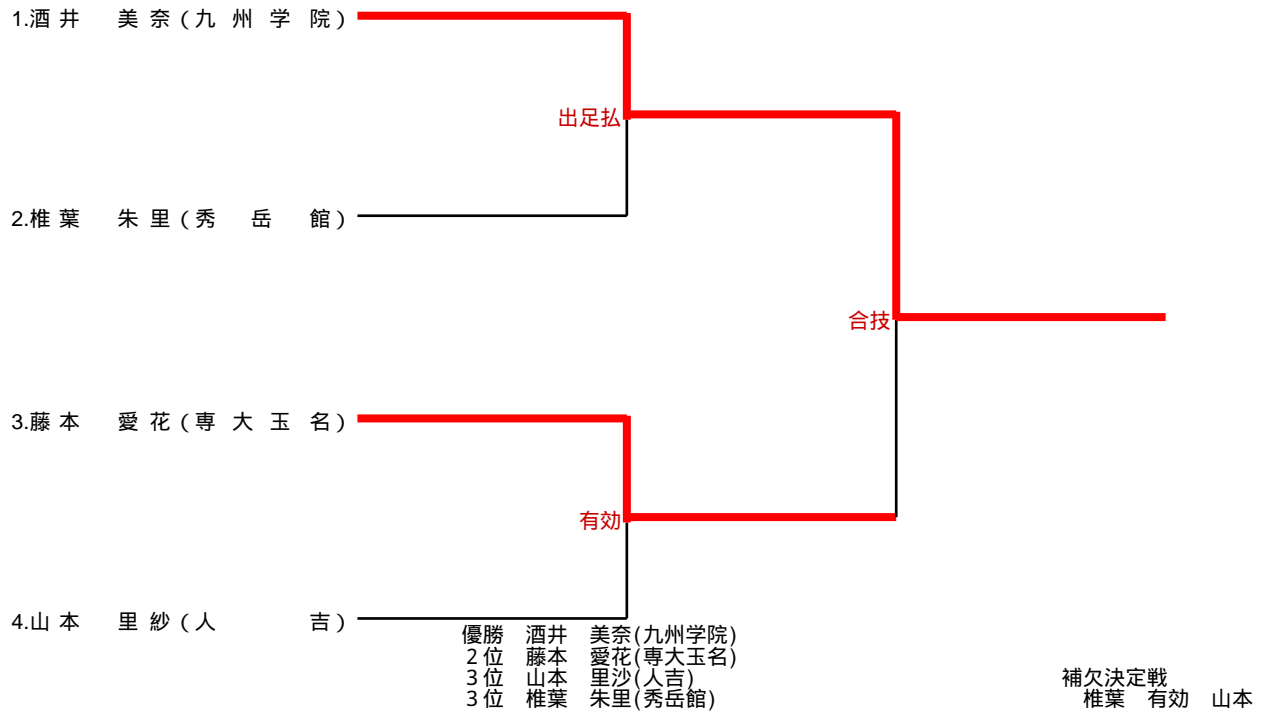 1.酒井　美奈(九州学院)
出足払
2.椎葉　朱里(秀岳館)
合技
3.藤本　愛花(専大玉名)
有効
4.山本　里紗(人吉)
優勝　酒井　美奈(九州学院)
2位　藤本　愛花(専大玉名)
3位　山本　里沙(人吉)
3位　椎葉　朱里(秀岳館)
補欠決定戦
椎葉　有効　山本